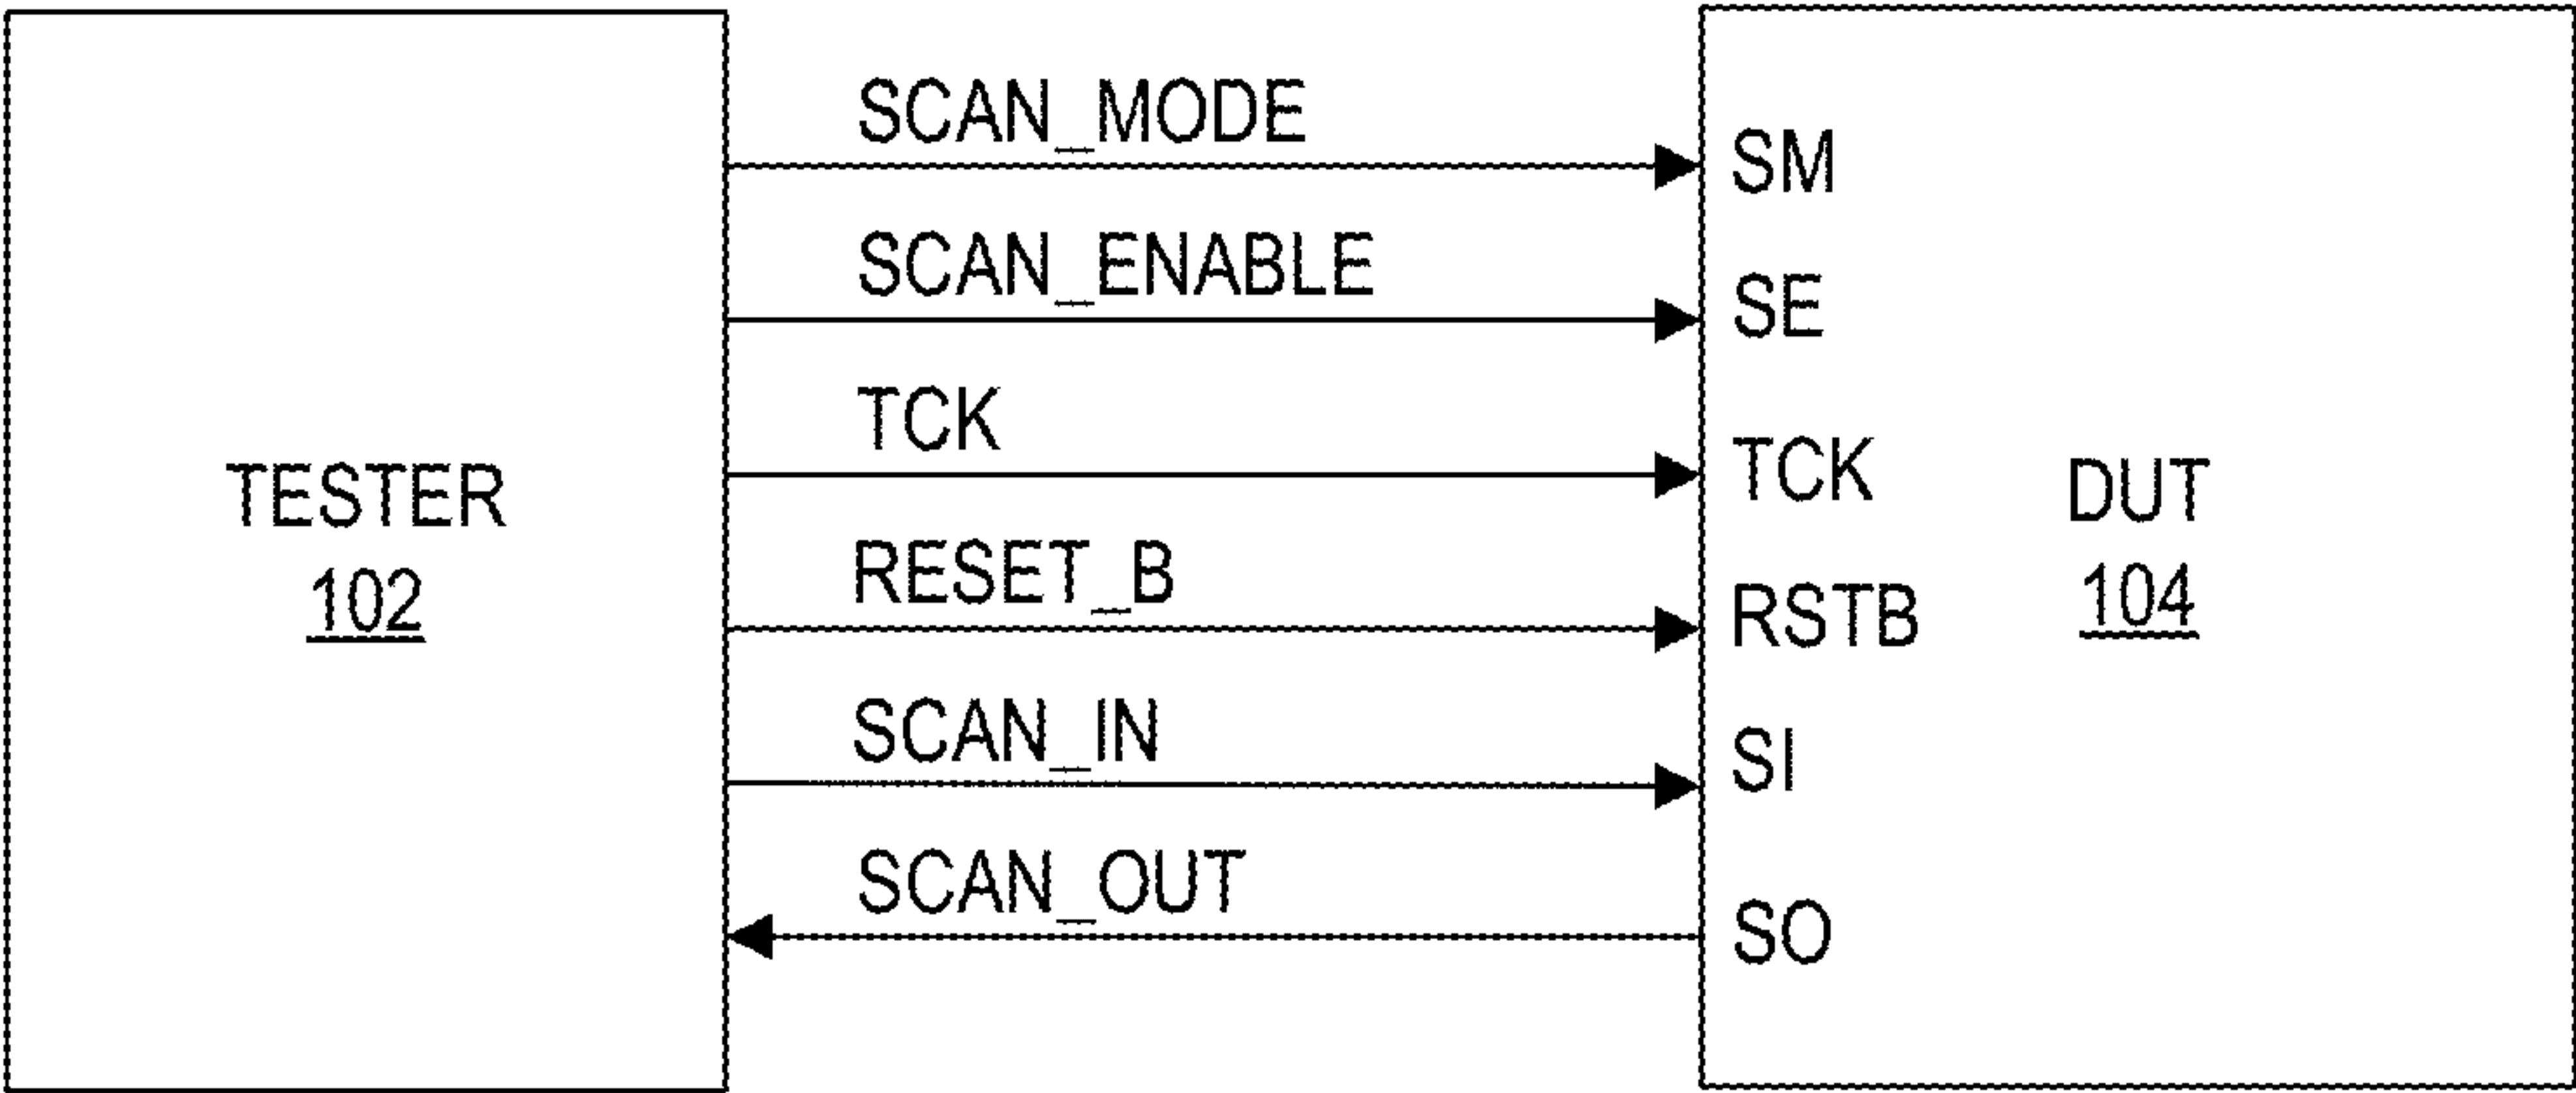 TESTER
102
SCAN_MODE
SCAN_ENABLE
TCK
RESET_B
SCAN_IN
SCAN_OUT
SM
SE
TCK
RSTB
SI
SO
DUT
104